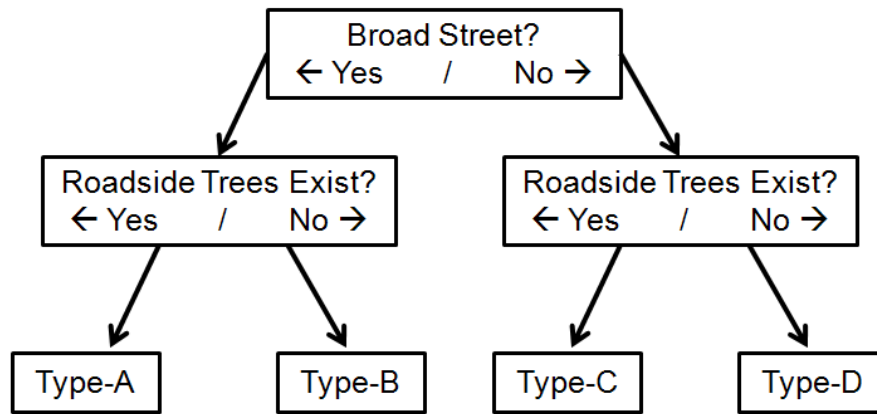 Broad Street?
← Yes / No →
Roadside Trees Exist?
← Yes / No →
Roadside Trees Exist?
← Yes / No →
Type-A
Type-B
Type-C
Type-D